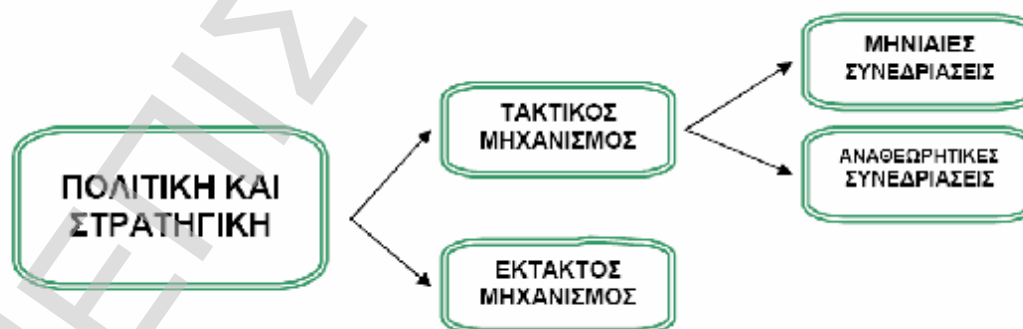 ΠΟΛΙΤΙΚΗ ΚΑΙ
ΣΤΡΑΤΗΓΙΚΗ
ΤΑΚΤΙΚΟΣ
ΜΗΧΑΝΙΣΜΟΣ
ΕΚΤΑΚΤΟΣ
ΜΗΧΑΝΙΣΜΟΣ
ΜΗΝΙΑΙΕΣ
ΣΥΝΕΔΡΙΑΣΕΙΣ
ΑΝΑΘΕΩΡΗΤΙΚΕΣ
ΣΥΝΕΔΡΙΑΣΕΙΣ